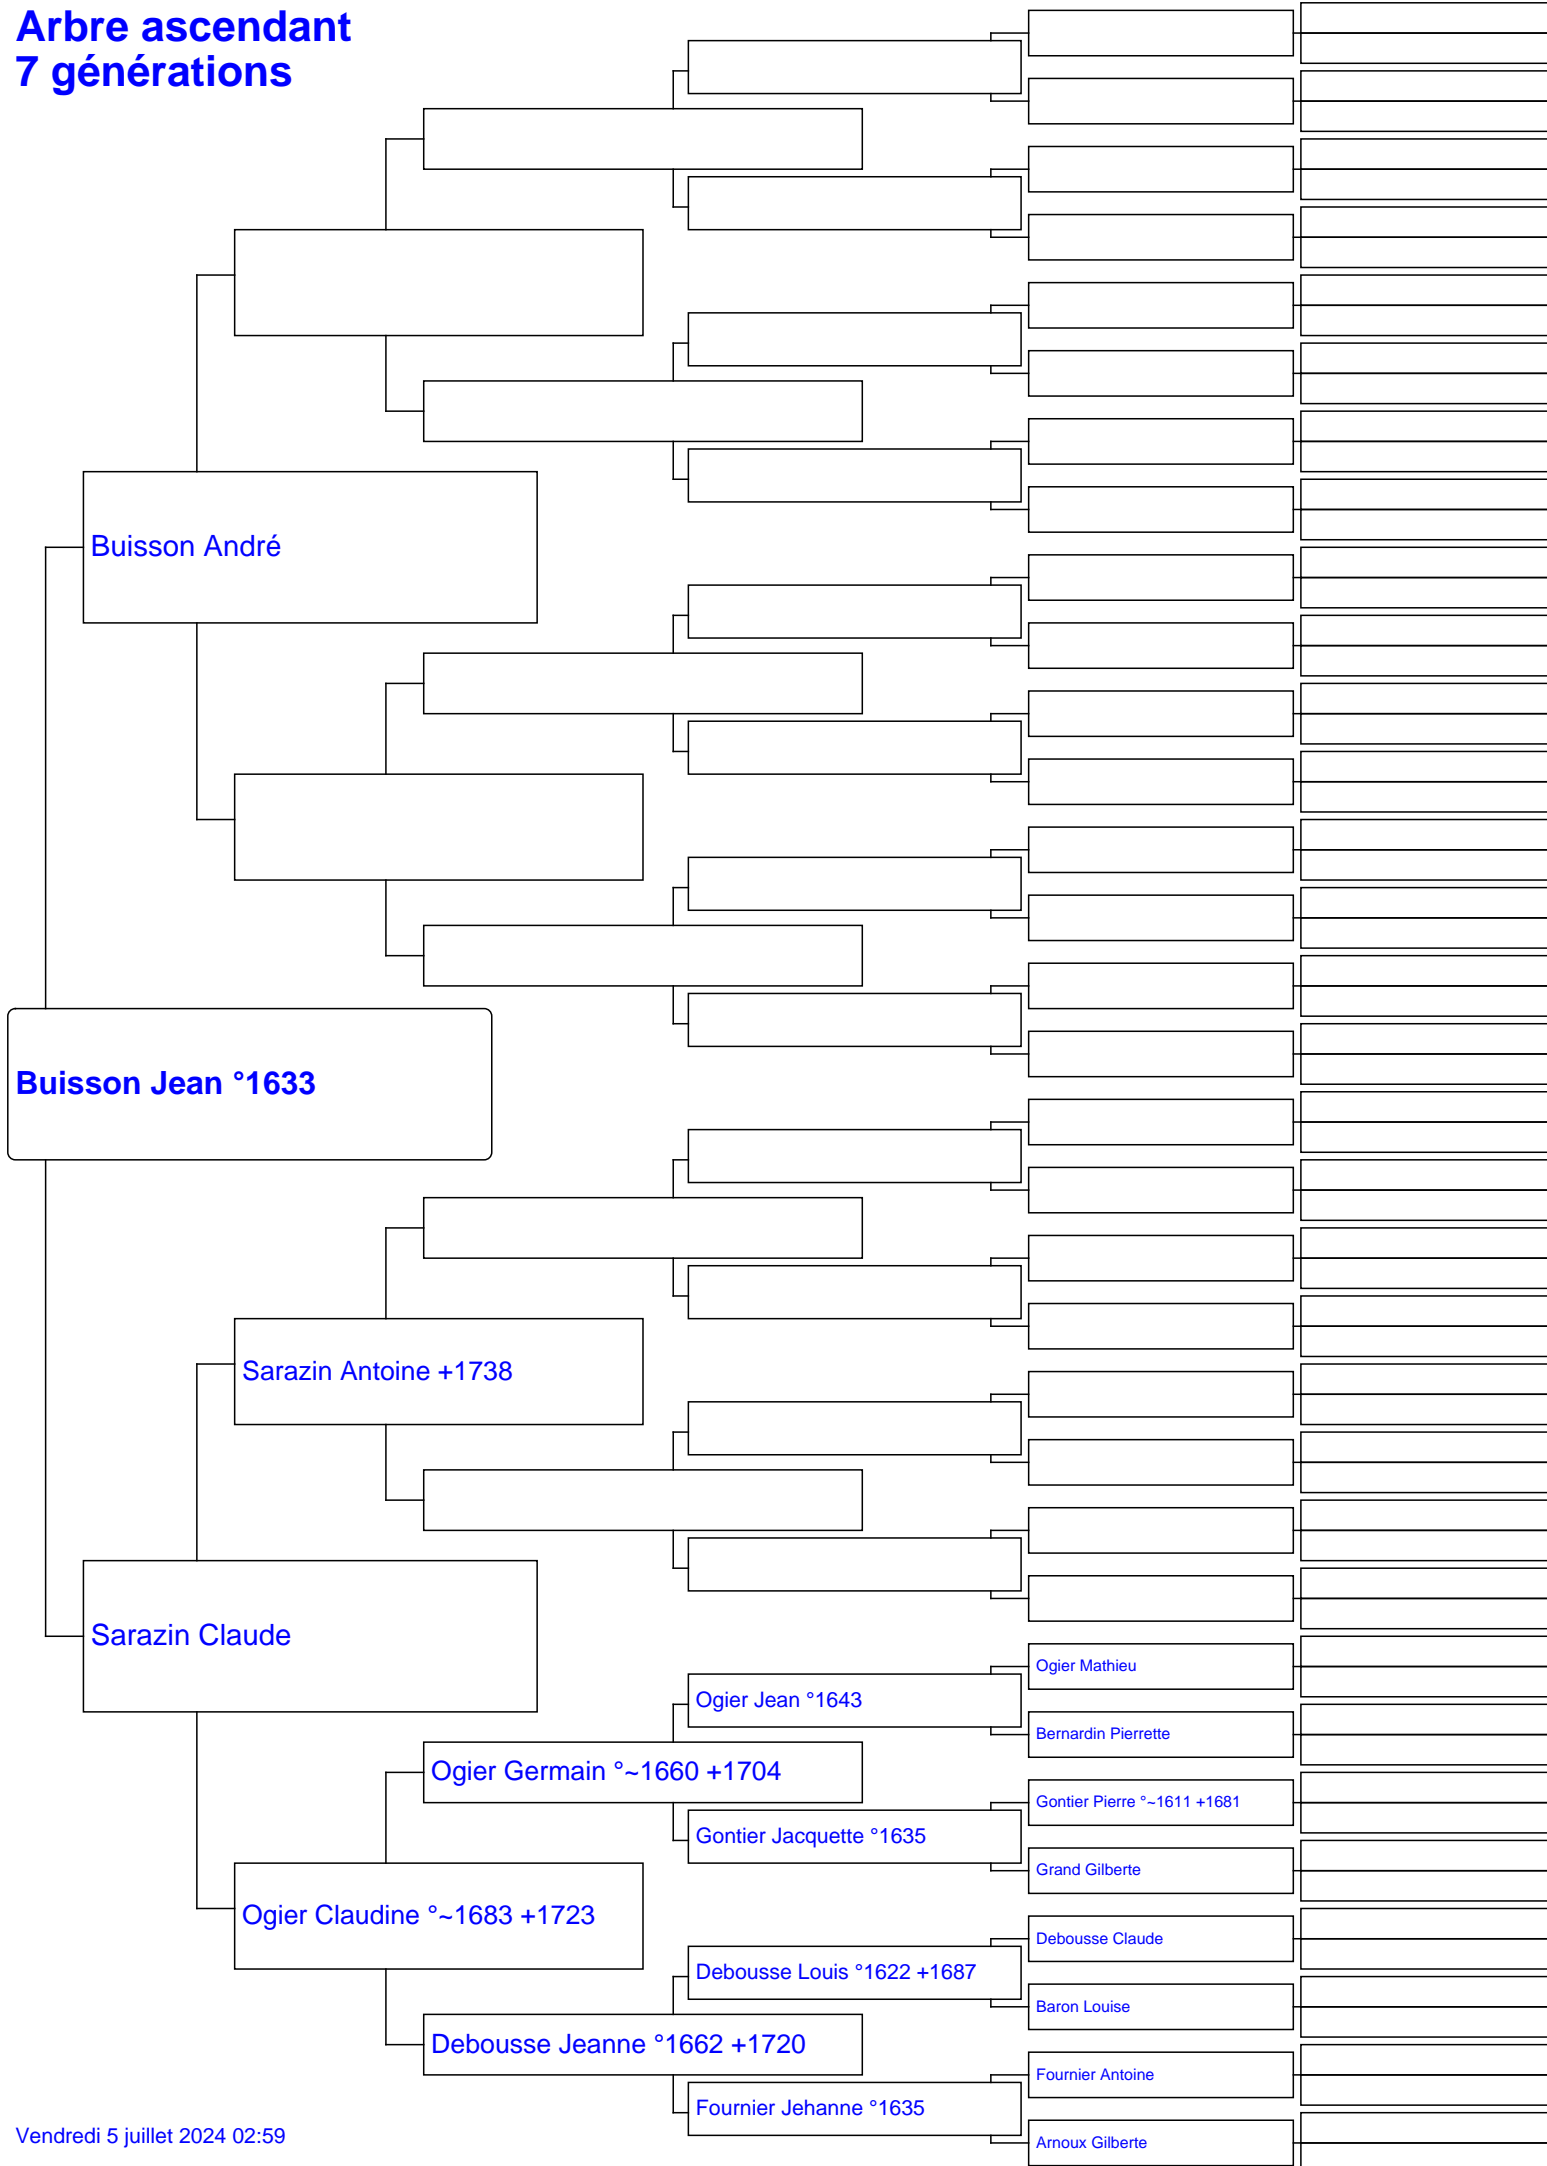 Arbre ascendant
7 générations
Buisson André
Buisson Jean °1633
Sarazin Antoine +1738
Sarazin Claude
Ogier Mathieu
Ogier Jean °1643
Bernardin Pierrette
Ogier Germain °~1660 +1704
Gontier Pierre °~1611 +1681
Gontier Jacquette °1635
Grand Gilberte
Ogier Claudine °~1683 +1723
Debousse Claude
Debousse Louis °1622 +1687
Baron Louise
Debousse Jeanne °1662 +1720
Fournier Antoine
Fournier Jehanne °1635
Arnoux Gilberte
Vendredi 5 juillet 2024 02:59